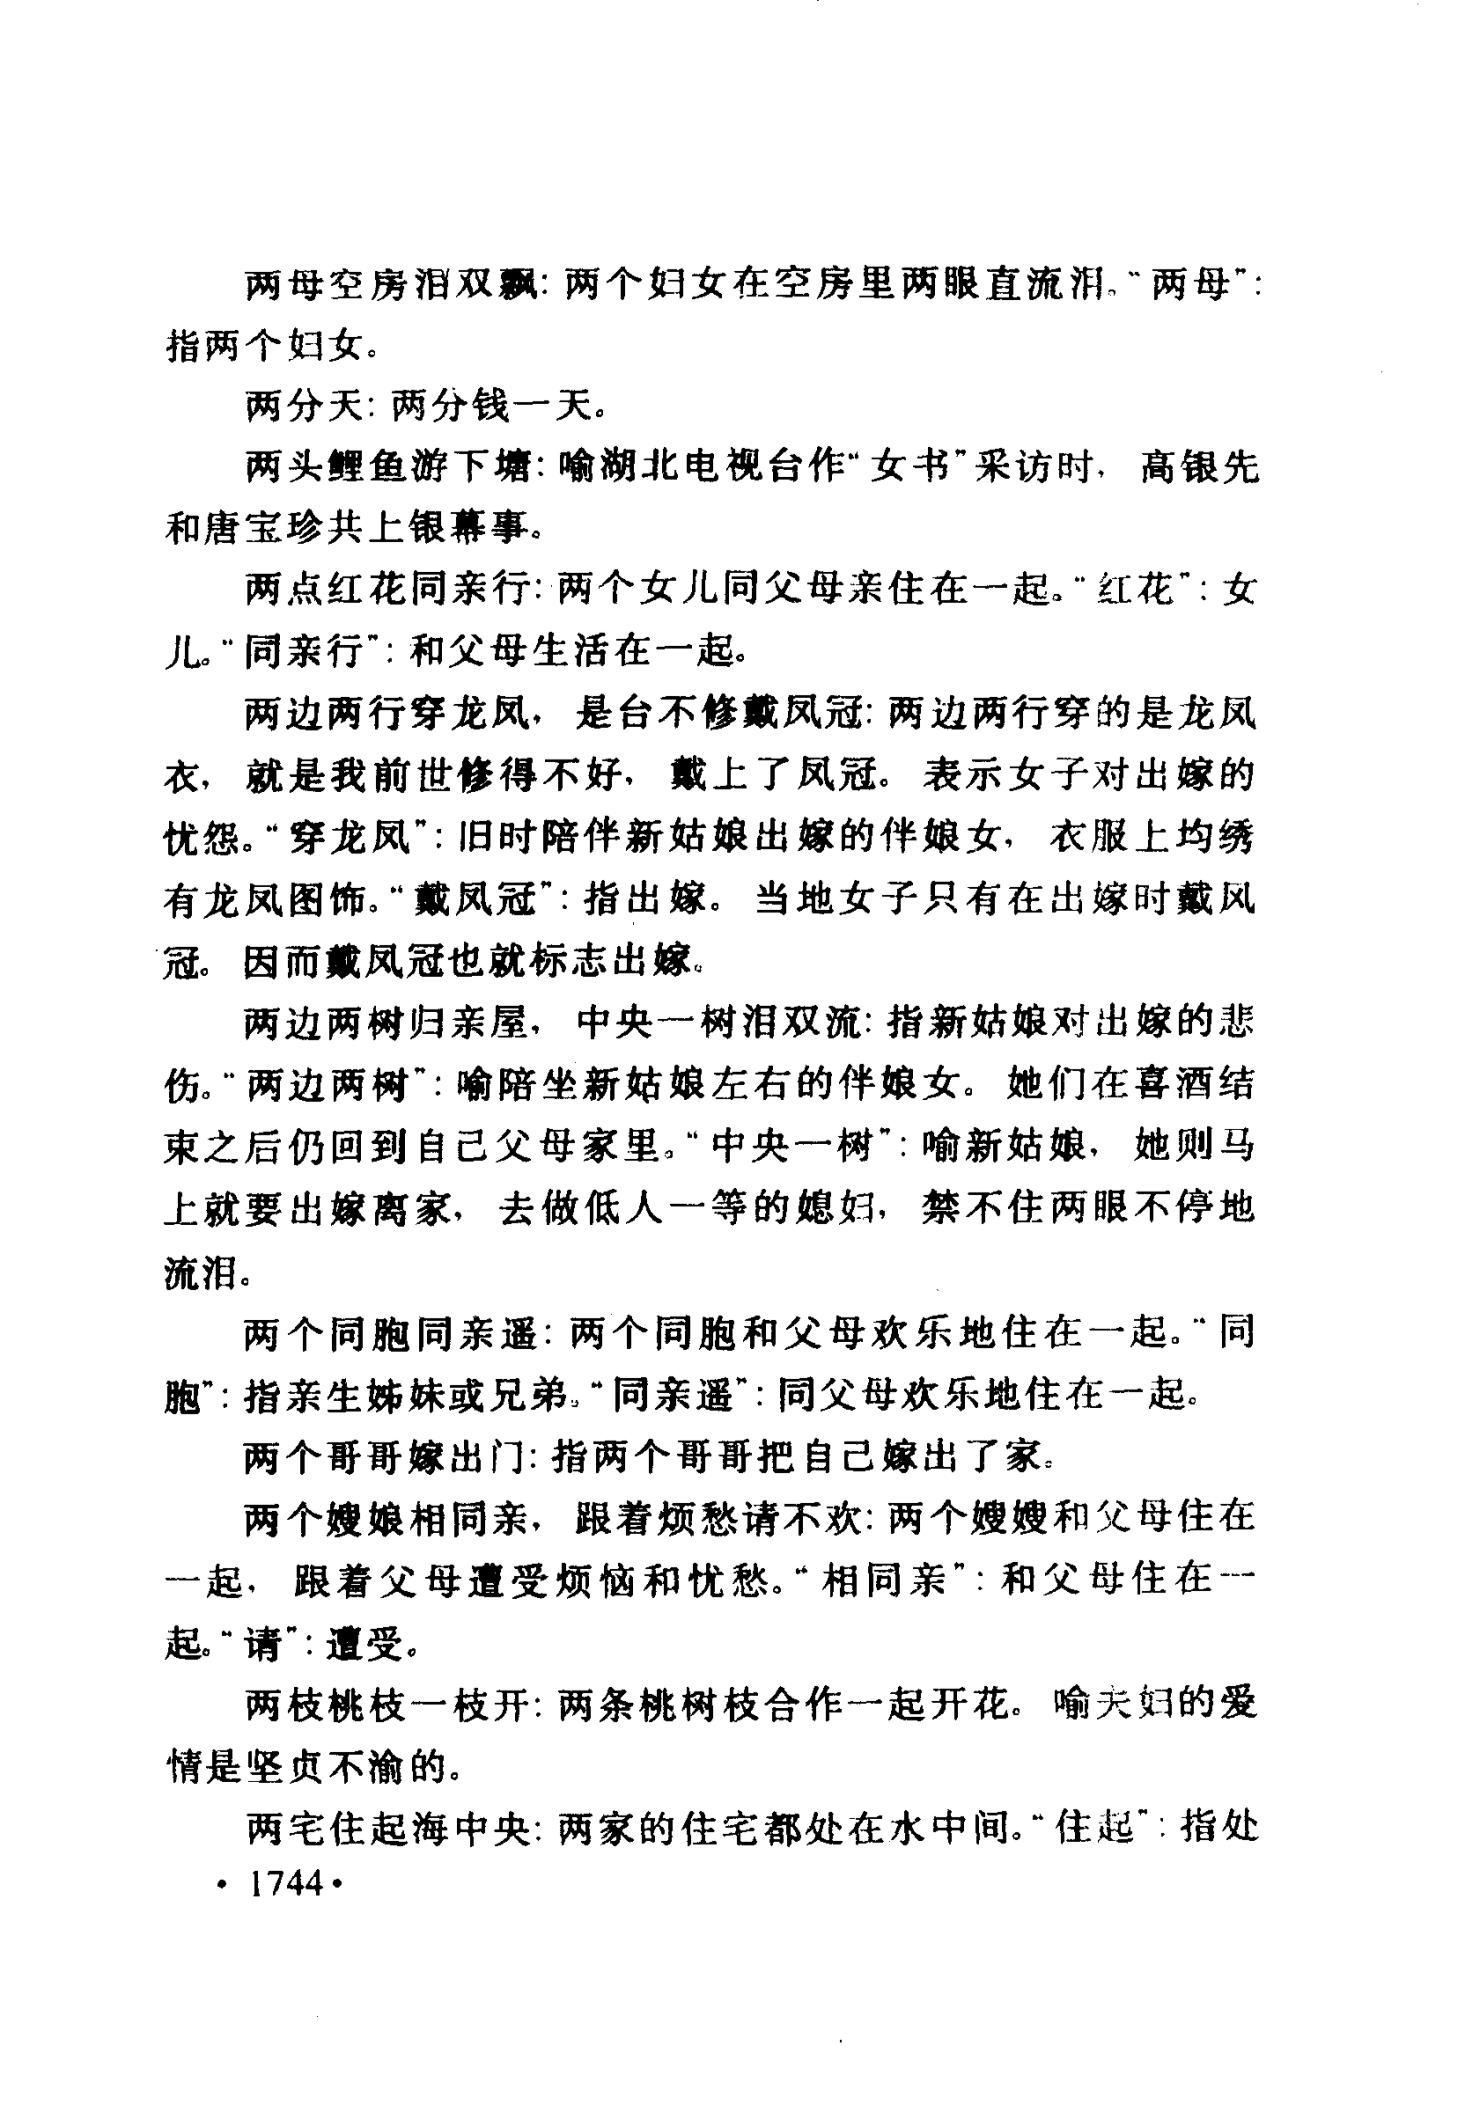 两母空房泪双飘：两个妇女在空房里两眼直流泪。“两母”：
指两个妇女。
两分天：两分钱一天。
两头鲤鱼游下塘：喻湖北电视台作“女书”采访时，高银先
和唐宝珍共上银幕事。
两点红花同亲行：两个女儿同父母亲住在一起。“红花”：女
儿。“同亲行”：和父母生活在一起。
两边两行穿龙凤，是台不修戴凤冠：两边两行穿的是龙凤
衣，就是我前世修得不好，戴上了凤冠。表示女子对出嫁的
忧怨。“穿龙凤”：旧时陪伴新姑娘出嫁的伴娘女，衣服上均绣
有龙凤图饰。“戴凤冠”：指出嫁。当地女子只有在出嫁时戴凤
冠。因而戴凤冠也就标志出嫁。
两边两树归亲屋，中央一树泪双流：指新姑娘对出嫁的悲
伤。“两边两树”：喻陪坐新姑娘左右的伴娘女。她们在喜酒结
束之后仍回到自己父母家里。“中央一树”：喻新姑娘，她则马
上就要出嫁离家，去做低人一等的媳妇，禁不住两眼不停地
流泪。
两个同胞同亲遥：两个同胞和父母欢乐地住在一起。“同
胞”：指亲生姊妹或兄弟。“同亲遥”：同父母欢乐地住在一起。
两个哥哥嫁出门：指两个哥哥把自己嫁出了家。
两个嫂娘相同亲，跟着烦愁请不欢：两个嫂嫂和父母住在
一起，跟着父母遭受烦恼和忧愁。“相同亲”：和父母住在一
起。“请”：遭受。
两枝桃枝一枝开：两条桃树枝合作一起开花。喻夫妇的爱
情是坚贞不渝的。
两宅住起海中央：两家的住宅都处在水中间。“住起”：指处
·1744·